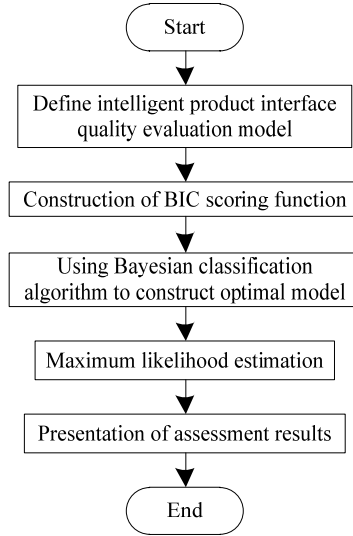 Start
Define intelligent product interface
quality evaluation model
Construction of BIC scoring function
Using Bayesian classification
algorithm to construct optimal model
Maximum likelihood estimation
Presentation of assessment results
End